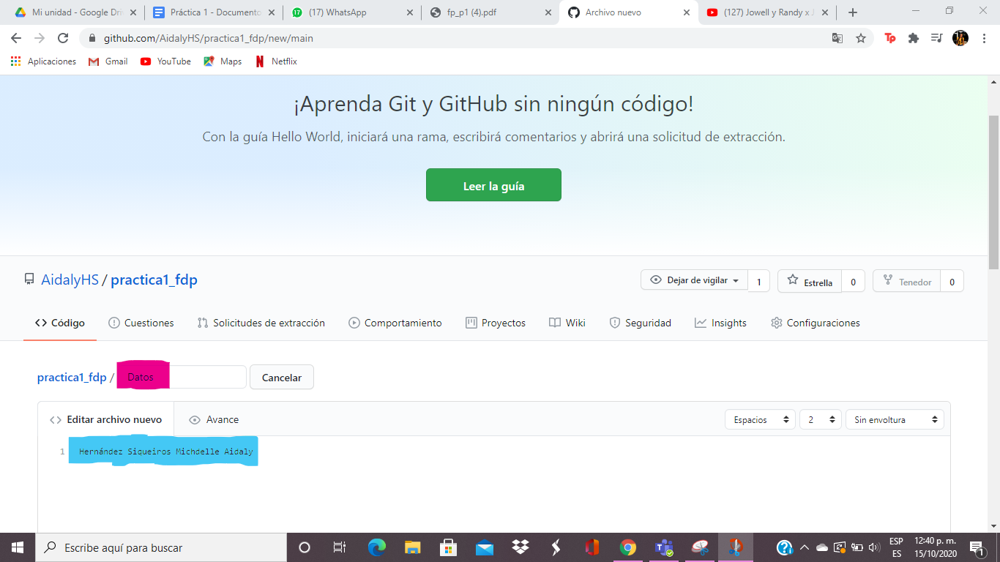 Mi unidad - Google Dri
Práctica 1 - Documento
(17) WhatsApp
fp_p1 (4).pdf
Archivo nuevo
(127) Jowell y Randy x J
github.com/AidalyHS/practica1_fdp/new/main
Aplicaciones
Gmail
YouTube
Maps
Netflix
¡Aprenda Git y GitHub sin ningún código!
Con la guía Hello World, iniciará una rama, escribirá comentarios y abrirá una solicitud de extracción.
Leer la guía
AidalyHS / practica1_fdp
Dejar de vigilar 1
Estrella 0
Tenedor 0
Código
Cuestiones
Solicitudes de extracción
Comportamiento
Proyectos
Wiki
Seguridad
Insights
Configuraciones
practica1_fdp / Datos
Cancelar
Editar archivo nuevo
Avance
Espacios
2
Sin envoltura
1 Hernández Siqueiros Michdelle Aidaly
Escribe aquí para buscar
ESP
ES
12:40 p. m.
15/10/2020
1